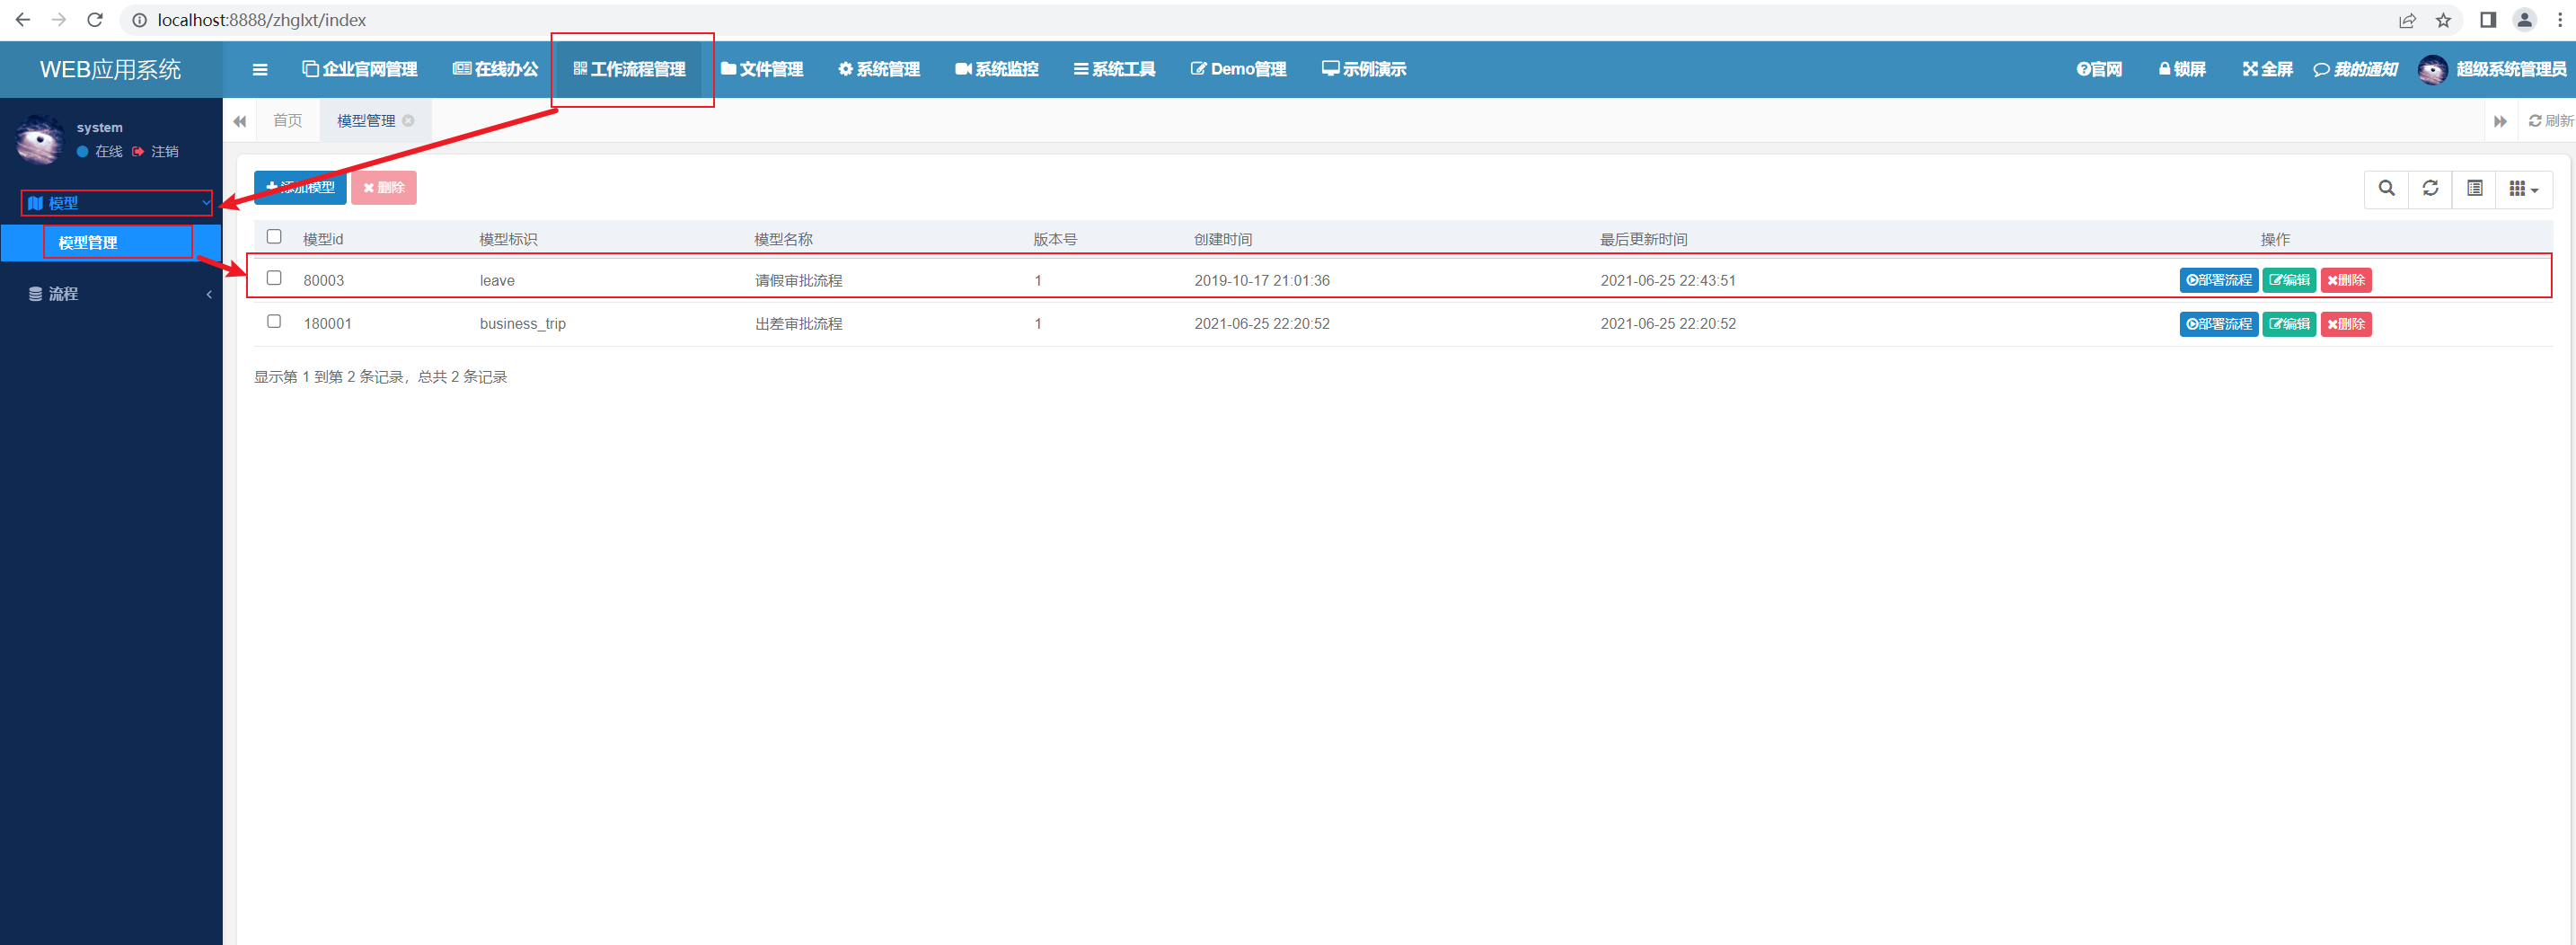 localhost:8888/zhglxt/index
WEB应用系统
企业官网管理 在线办公 工作流程管理 文件管理 系统管理 系统监控 系统工具 Demo管理 示例演示 官网 锁屏 全屏 我的通知 超级系统管理员
首页 模型管理 刷新
system
在线 注销
模型
模型管理
流程
添加模型 删除
模型id 模型标识 模型名称 版本号 创建时间 最后更新时间 操作
80003 leave 请假审批流程 1 2019-10-17 21:01:36 2021-06-25 22:43:51 部署流程 编辑 删除
180001 business_trip 出差审批流程 1 2021-06-25 22:20:52 2021-06-25 22:20:52 部署流程 编辑 删除
显示第 1 到第 2 条记录，总共 2 条记录